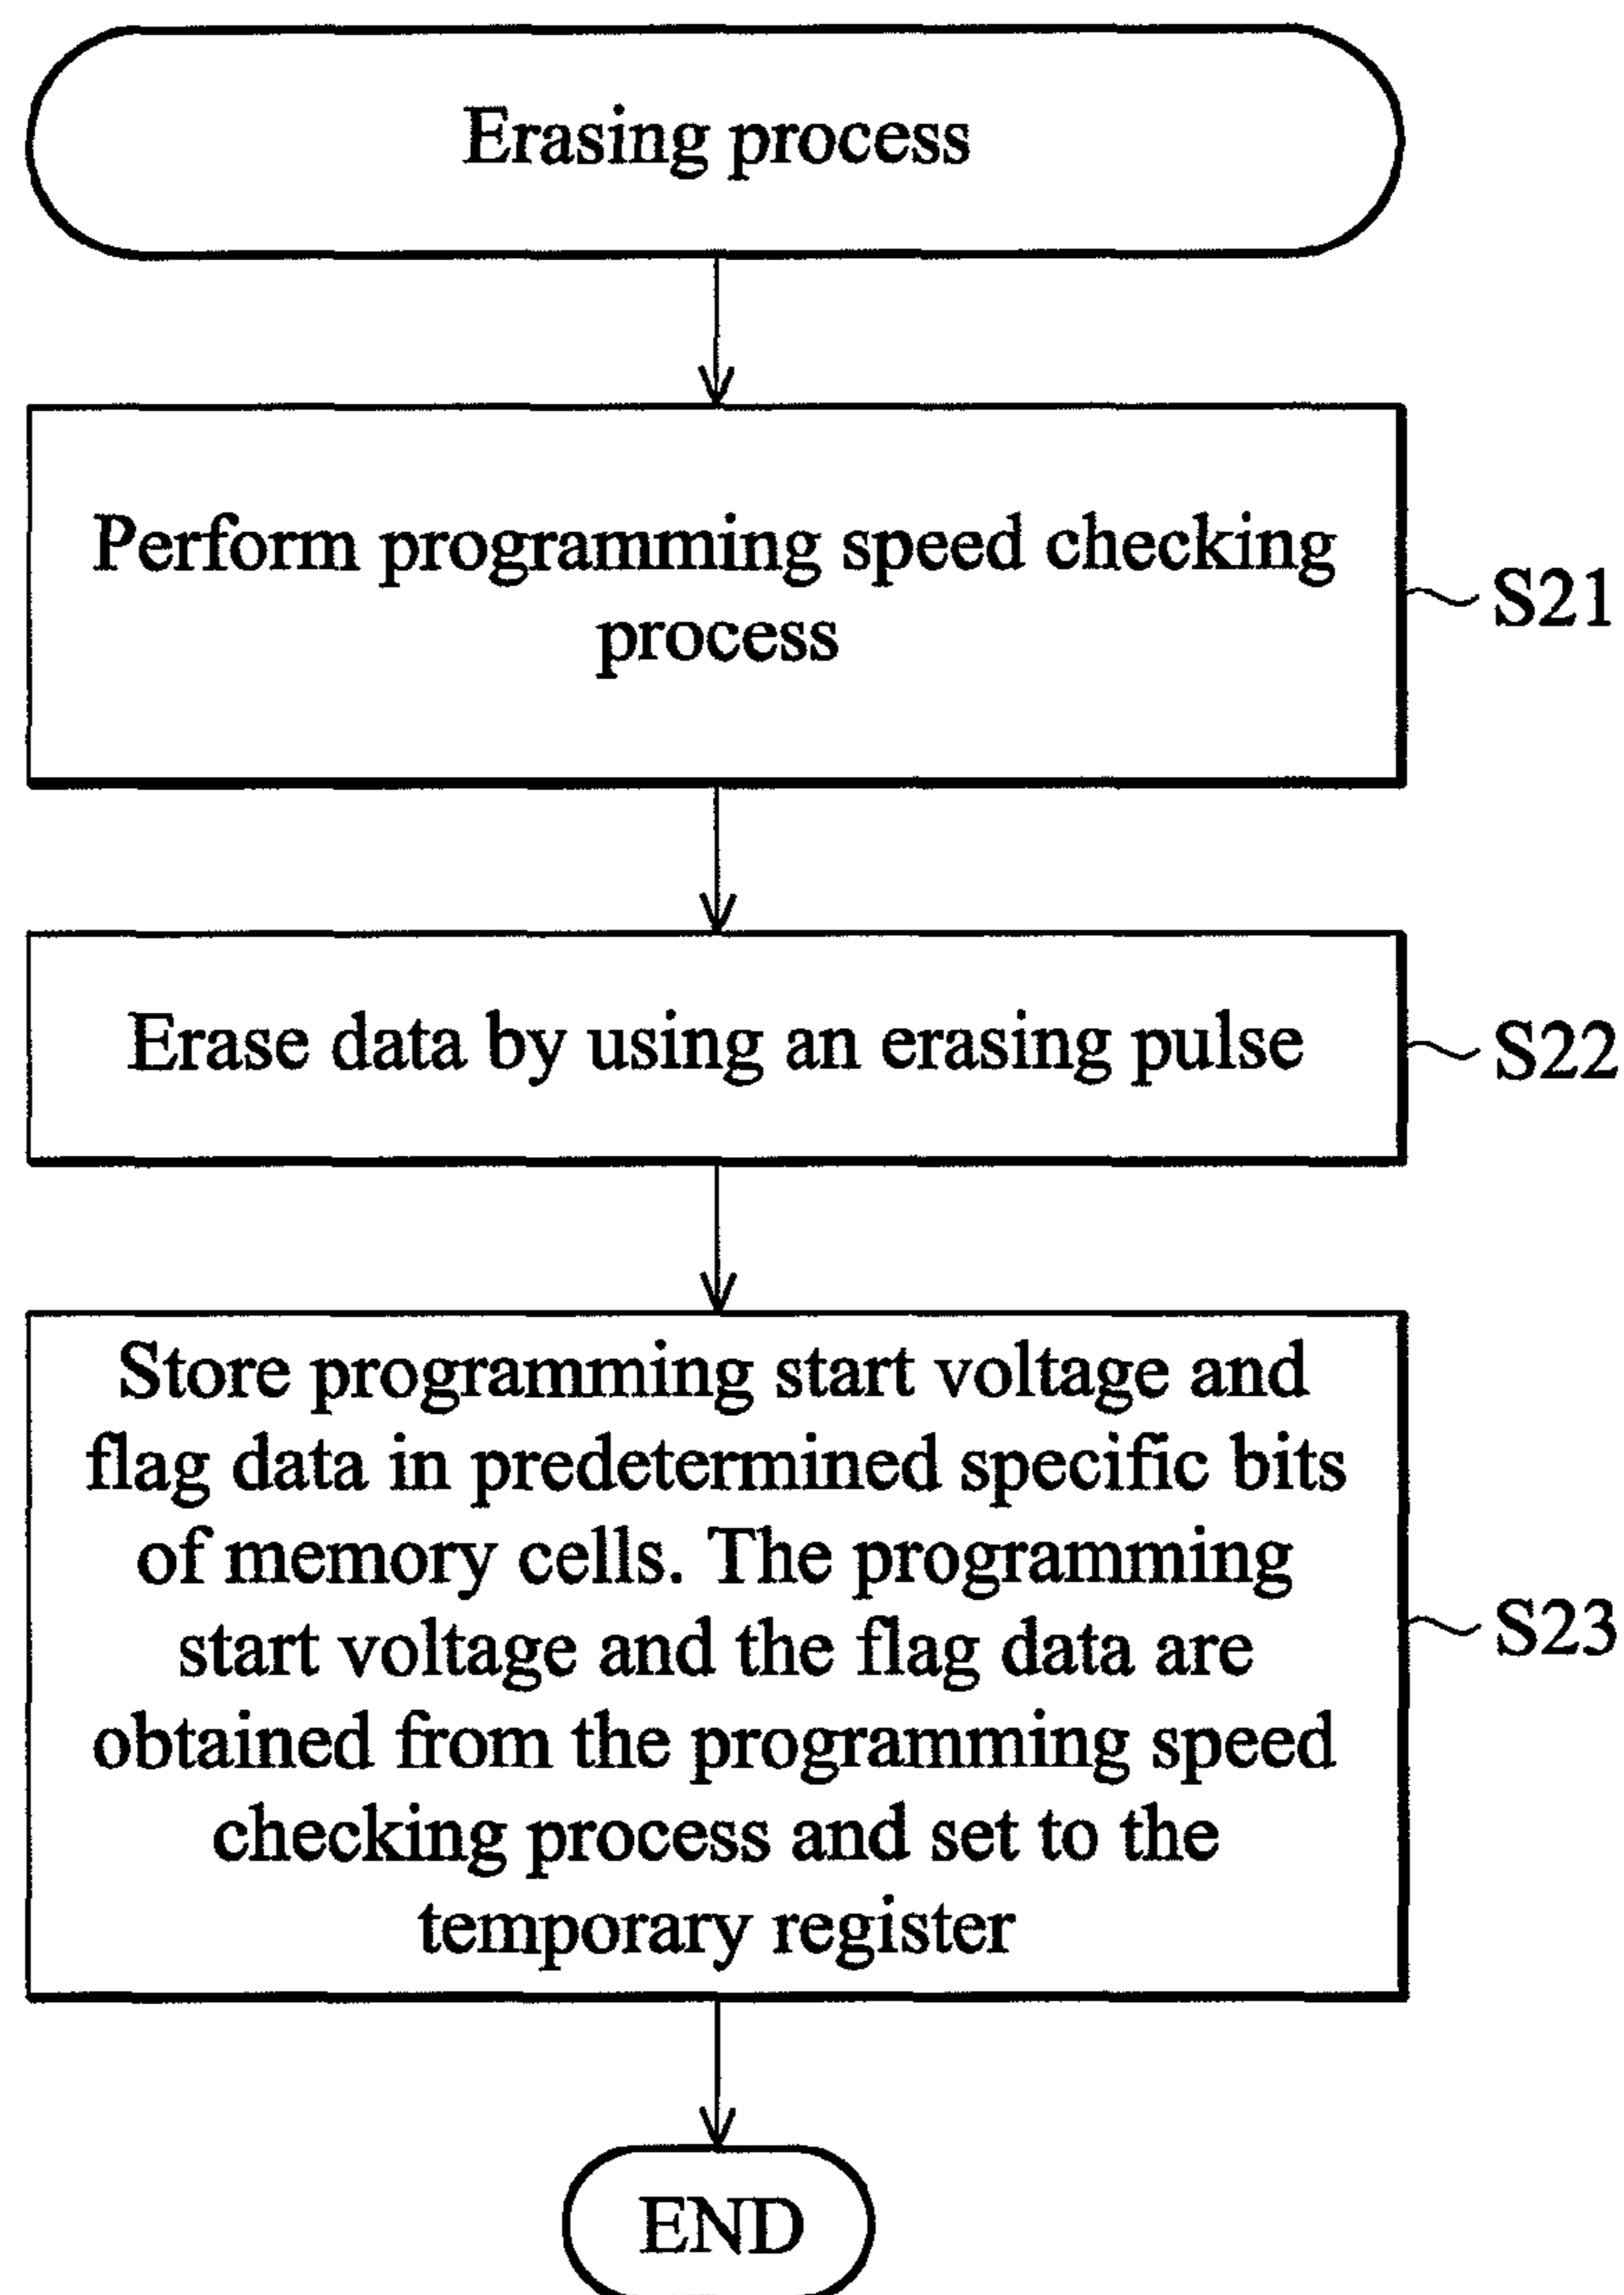 Erasing process
Perform programming speed checking
process
S21
Erase data by using an erasing pulse
S22
Store programming start voltage and
flag data in predetermined specific bits
of memory cells. The programming
start voltage and the flag data are
obtained from the programming speed
checking process and set to the
temporary register
S23
END